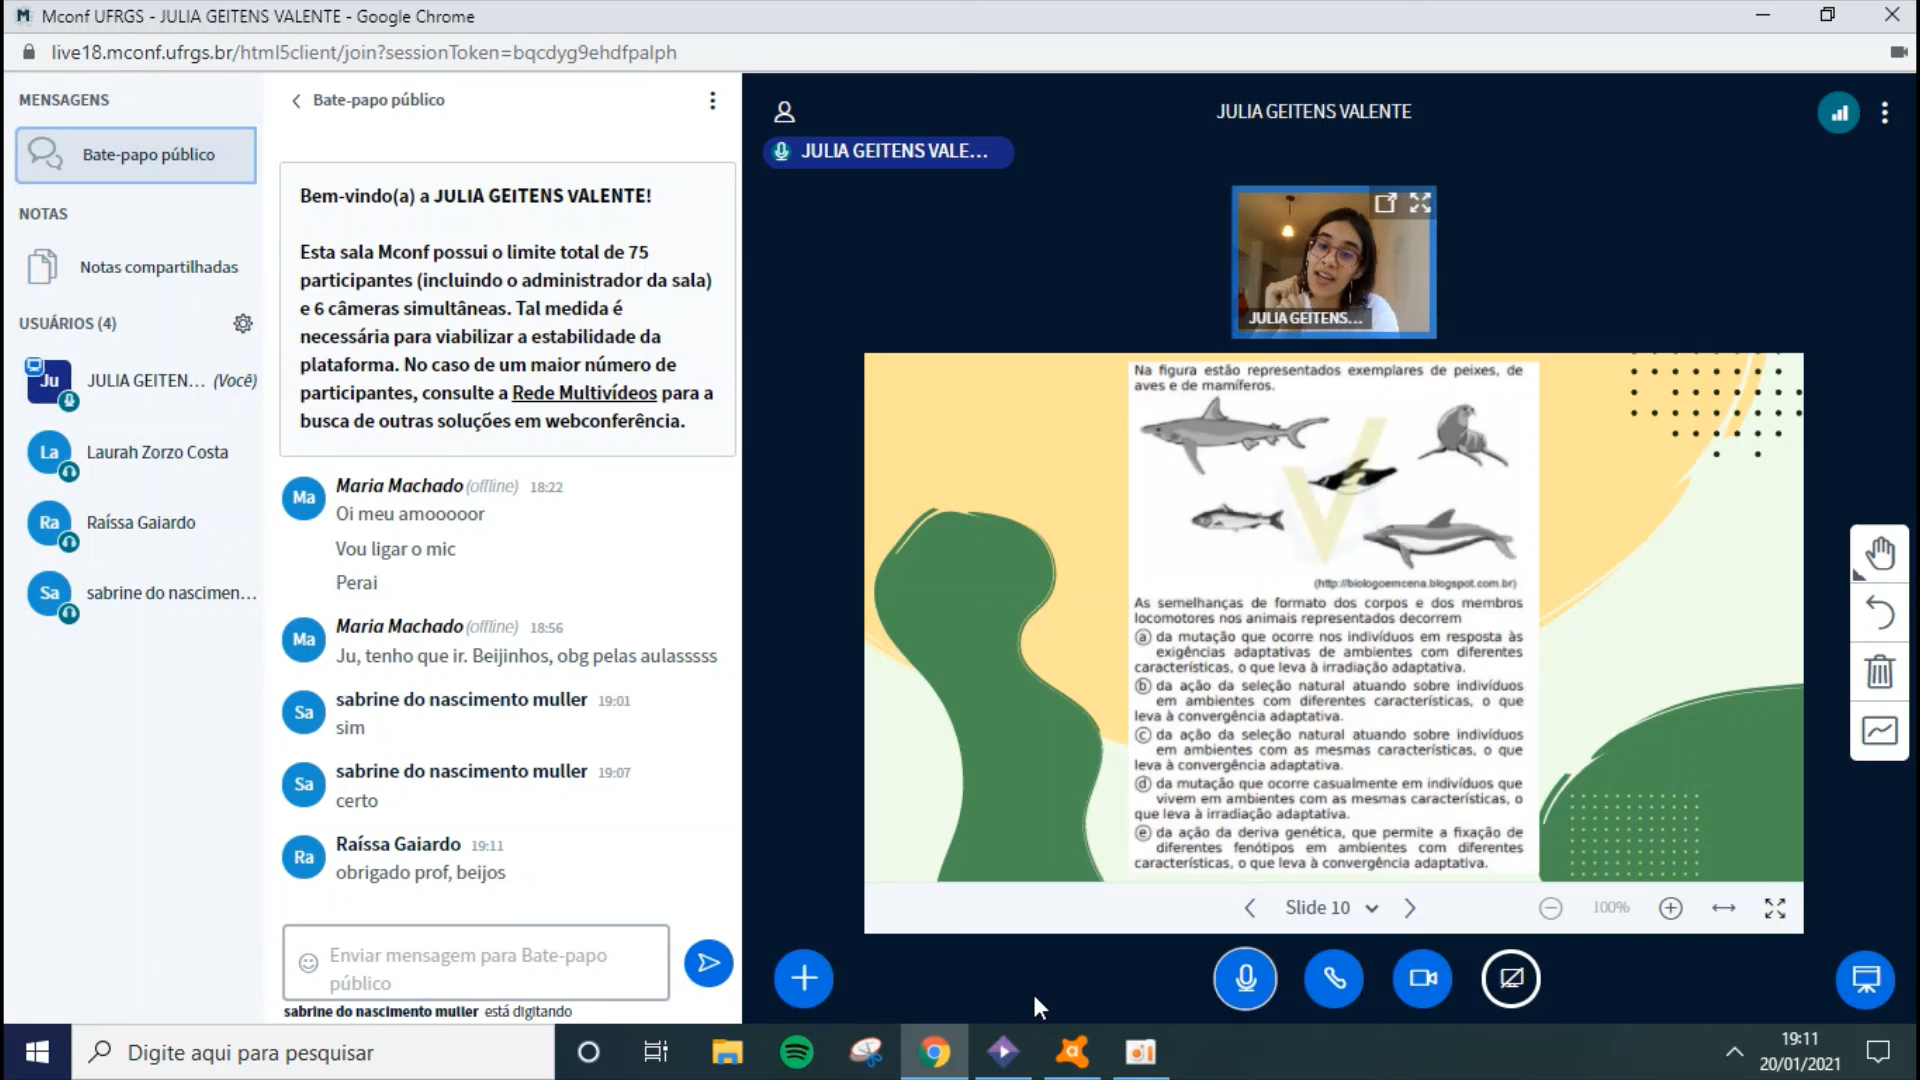 Mconf UFRGS - JULIA GEITENS VALENTE - Google Chrome
live18.mconf.ufrgs.br/html5client/join?sessionToken=bqcdyg9ehdfpalph
MENSAGENS
Bate-papo público
NOTAS
Notas compartilhadas
USUÁRIOS (4)
Ju
JULIA GEITEN... (Você)
La
Laurah Zorzo Costa
Ra
Raíssa Gaiardo
Sa
sabrine do nascimen...
Bate-papo público
Bem-vindo(a) a JULIA GEITENS VALENTE!
Esta sala Mconf possui o limite total de 75
participantes (incluindo o administrador da sala)
e 6 câmeras simultâneas. Tal medida é
necessária para viabilizar a estabilidade da
plataforma. No caso de um maior número de
participantes, consulte a Rede Multivídeos para a
busca de outras soluções em webconferência.
Ma
Maria Machado (offline) 18:22
Oi meu amooooor
Vou ligar o mic
Perai
Ma
Maria Machado (offline) 18:56
Ju, tenho que ir. Beijinhos, obg pelas aulasssss
Sa
sabrine do nascimento muller 19:01
sim
Sa
sabrine do nascimento muller 19:07
certo
Ra
Raíssa Gaiardo 19:11
obrigado prof, beijos
Enviar mensagem para Bate-papo
público
sabrine do nascimento muller está digitando
JULIA GEITENS VALENTE
JULIA GEITENS VALE...
JULIA GEITENS...
Na figura estão representados exemplares de peixes, de
aves e de mamíferos.
(http://biologoemcena.blogspot.com.br)
As semelhanças de formato dos corpos e dos membros
locomotores nos animais representados decorrem
a da mutação que ocorre nos indivíduos em resposta às
exigências adaptativas de ambientes com diferentes
características, o que leva à irradiação adaptativa.
b da ação da seleção natural atuando sobre indivíduos
em ambientes com diferentes características, o que
leva à convergência adaptativa.
c da ação da seleção natural atuando sobre indivíduos
em ambientes com as mesmas características, o que
leva à convergência adaptativa.
d da mutação que ocorre casualmente em indivíduos que
vivem em ambientes com as mesmas características, o
que leva à irradiação adaptativa.
e da ação da deriva genética, que permite a fixação de
diferentes fenótipos em ambientes com diferentes
características, o que leva à convergência adaptativa.
Slide 10
100%
Digite aqui para pesquisar
19:11
20/01/2021